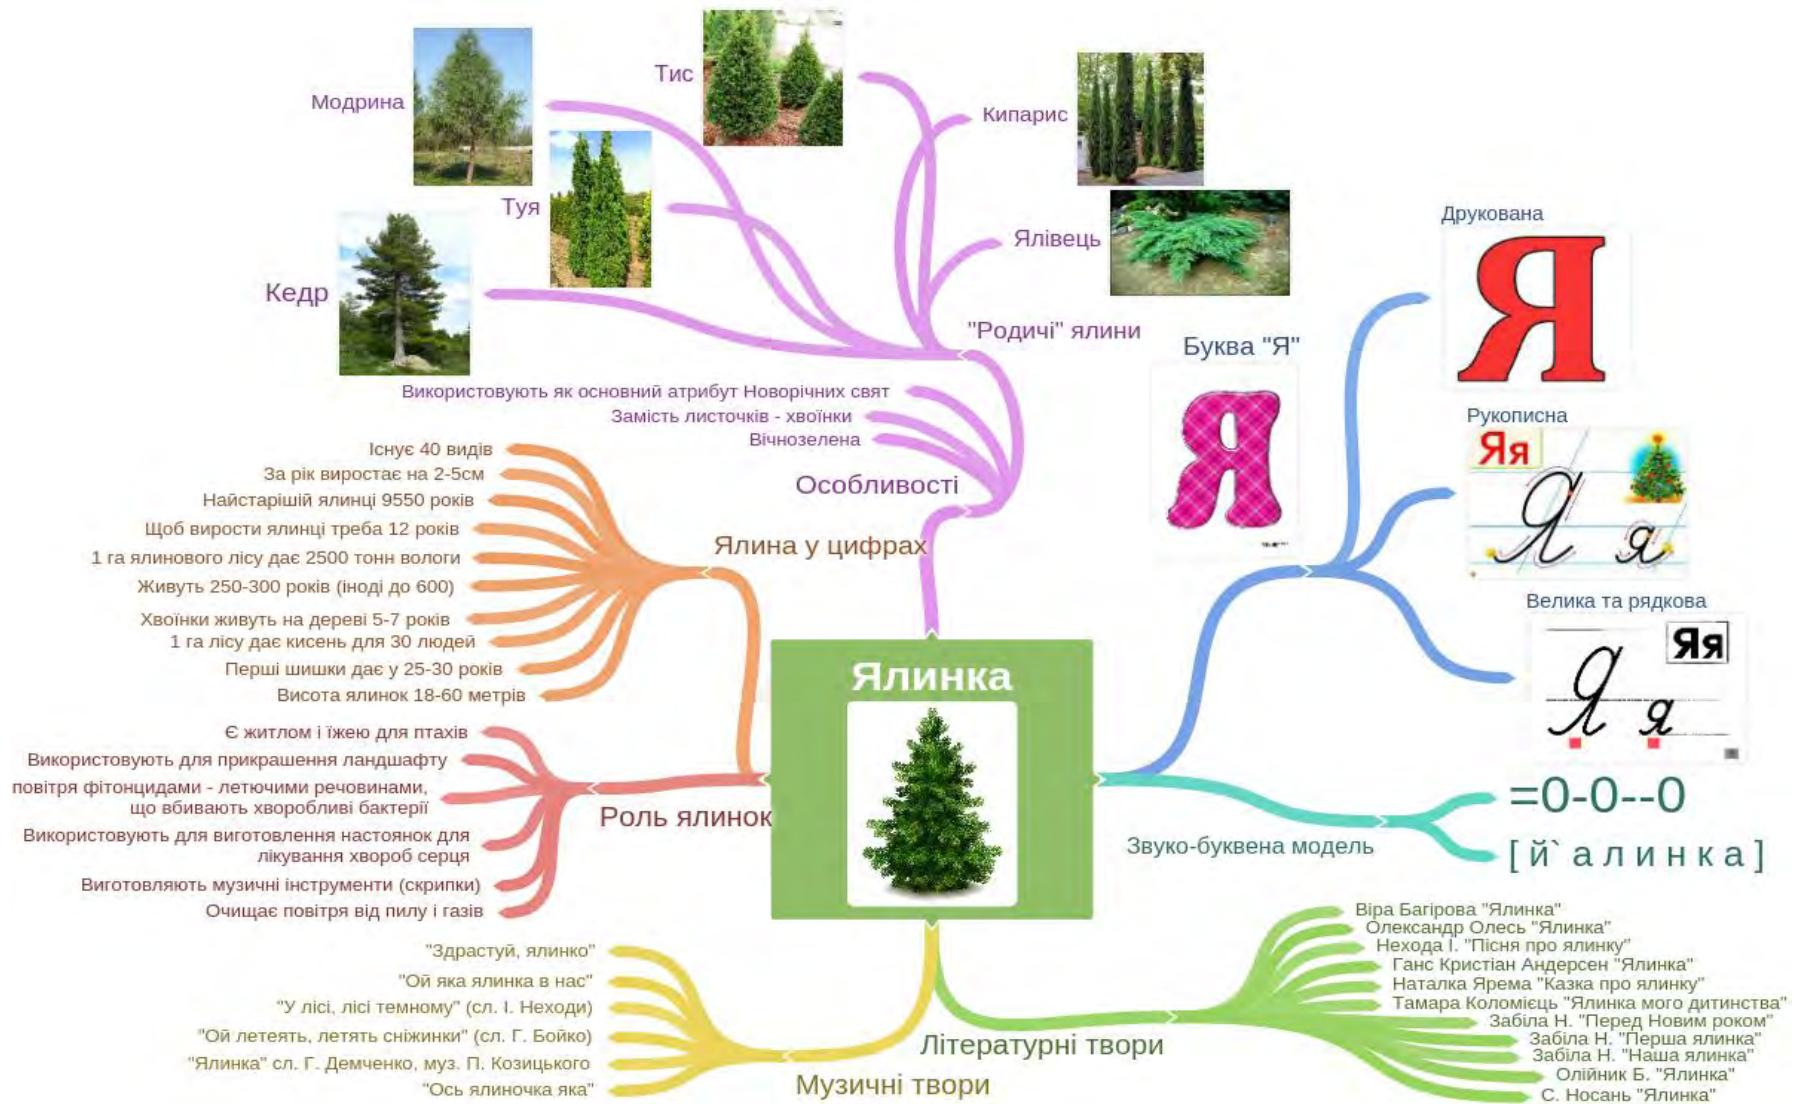 Модрина
Тис
Кипарис
Туя
Ялівець
Кедр
"Родичі" ялини
Використовують як основний атрибут Новорічних свят
Замість листочків - хвоїнки
Вічнозелена
Особливості
Ялина у цифрах
Існує 40 видів
За рік виростає на 2-5см
Найстарішій ялинці 9550 років
Щоб вирости ялинці треба 12 років
1 га ялинового лісу дає 2500 тонн вологи
Живуть 250-300 років (іноді до 600)
Хвоїнки живуть на дереві 5-7 років
1 га лісу дає кисень для 30 людей
Перші шишки дає у 25-30 років
Висота ялинок 18-60 метрів
Ялинка
Роль ялинок
Є житлом і їжею для птахів
Використовують для прикрашення ландшафту
повітря фітонцидами - летючими речовинами,
що вбивають хворобливі бактерії
Використовують для виготовлення настоянок для
лікування хвороб серця
Виготовляють музичні інструменти (скрипки)
Очищає повітря від пилу і газів
"Здрастуй, ялинко"
"Ой яка ялинка в нас"
"У лісі, лісі темному" (сл. І. Неходи)
"Ой летеять, летять сніжинки" (сл. Г. Бойко)
"Ялинка" сл. Г. Демченко, муз. П. Козицького
"Ось ялиночка яка"
Музичні твори
Буква "Я"
Я
Друкована
Я
Рукописна
Яя
Я я
Велика та рядкова
Яя
Я я
Звуко-буквена модель
=0-0--0
[ й` а л и н к а ]
Літературні твори
Віра Багірова "Ялинка"
Олександр Олесь "Ялинка"
Нехода І. "Пісня про ялинку"
Ганс Кристіан Андерсен "Ялинка"
Наталка Ярема "Казка про ялинку"
Тамара Коломієць "Ялинка мого дитинства"
Забіла Н. "Перед Новим роком"
Забіла Н. "Перша ялинка"
Забіла Н. "Наша ялинка"
Олійник Б. "Ялинка"
С. Носань "Ялинка"